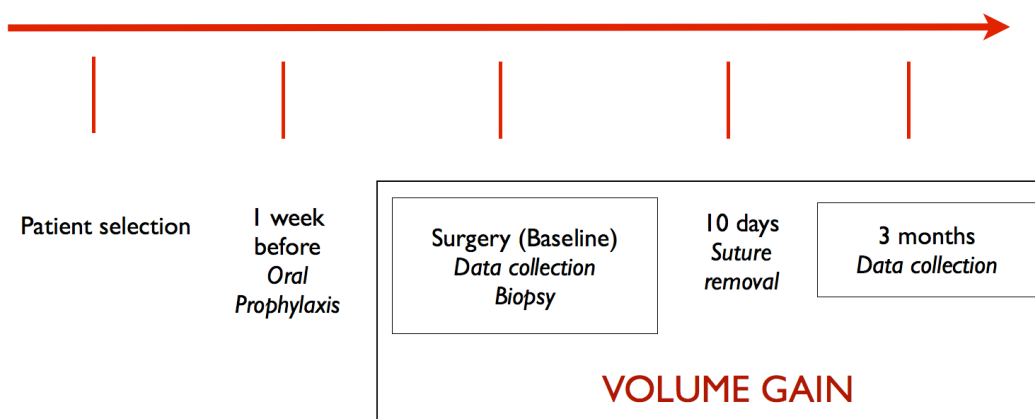 Patient selection
1 week
before
Oral
Prophylaxis
Surgery (Baseline)
Data collection
Biopsy
10 days
Suture
removal
3 months
Data collection
VOLUME GAIN